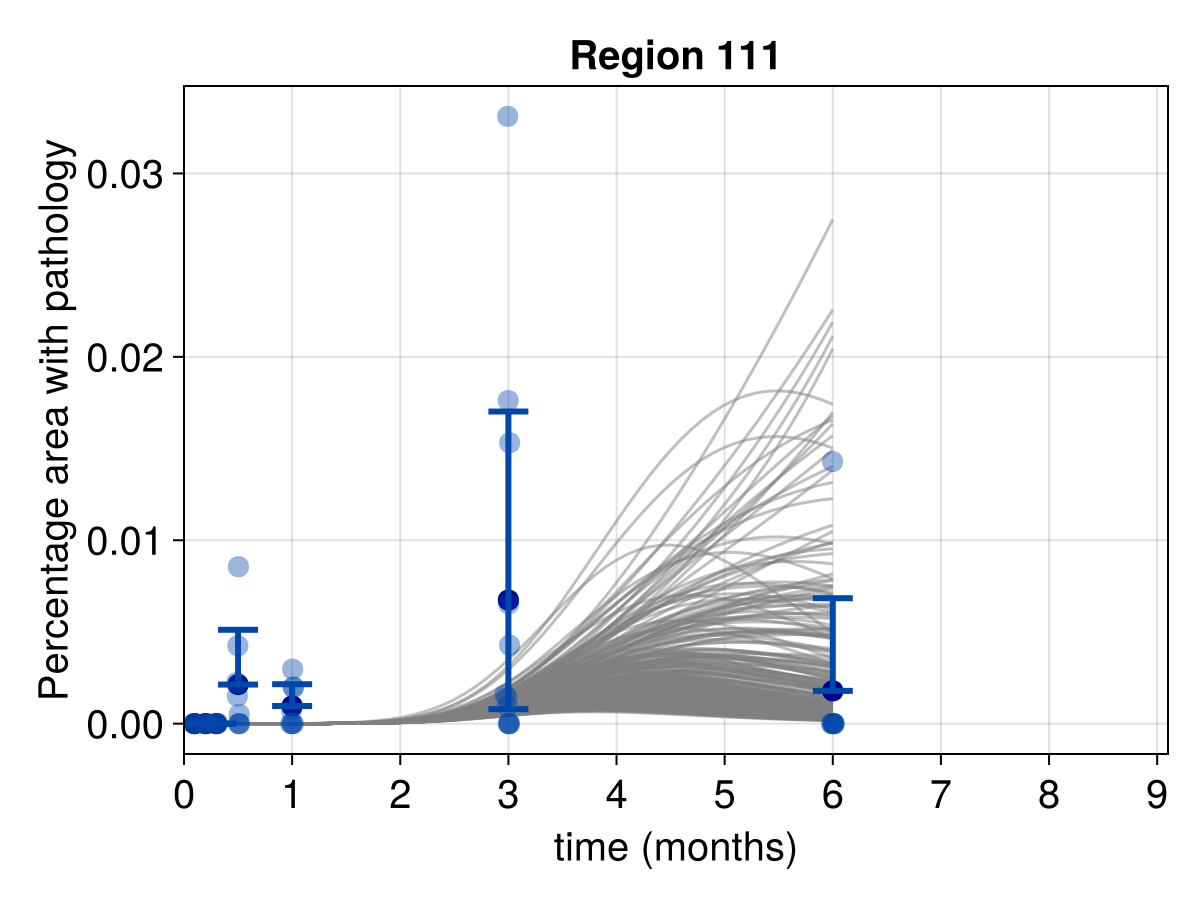 Region 111
Percentage area with pathology
0.03
0.02
0.01
0.00
0 1 2 3 4 5 6 7 8 9
time (months)